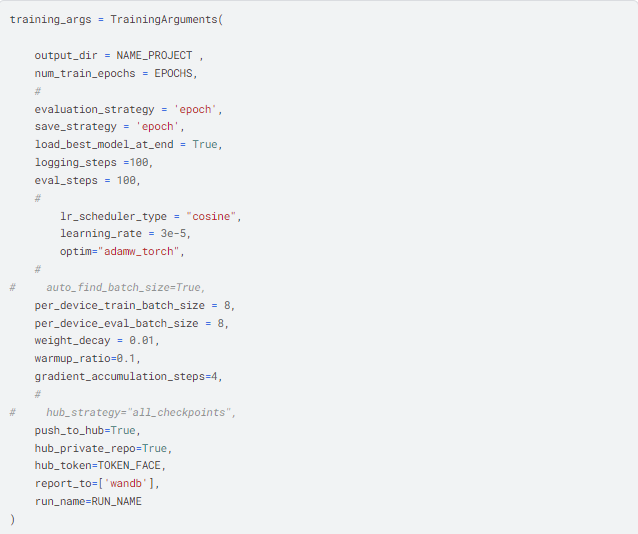 training_args = TrainingArguments(
    output_dir = NAME_PROJECT ,
    num_train_epochs = EPOCHS,
    #
    evaluation_strategy = 'epoch',
    save_strategy = 'epoch',
    load_best_model_at_end = True,
    logging_steps =100,
    eval_steps = 100,
    #
        lr_scheduler_type = "cosine",
        learning_rate = 3e-5,
        optim="adamw_torch",
    #
#     auto_find_batch_size=True,
    per_device_train_batch_size = 8,
    per_device_eval_batch_size = 8,
    weight_decay = 0.01,
    warmup_ratio=0.1,
    gradient_accumulation_steps=4,
    #
#     hub_strategy="all_checkpoints",
    push_to_hub=True,
    hub_private_repo=True,
    hub_token=TOKEN_FACE,
    report_to=['wandb'],
    run_name=RUN_NAME
)